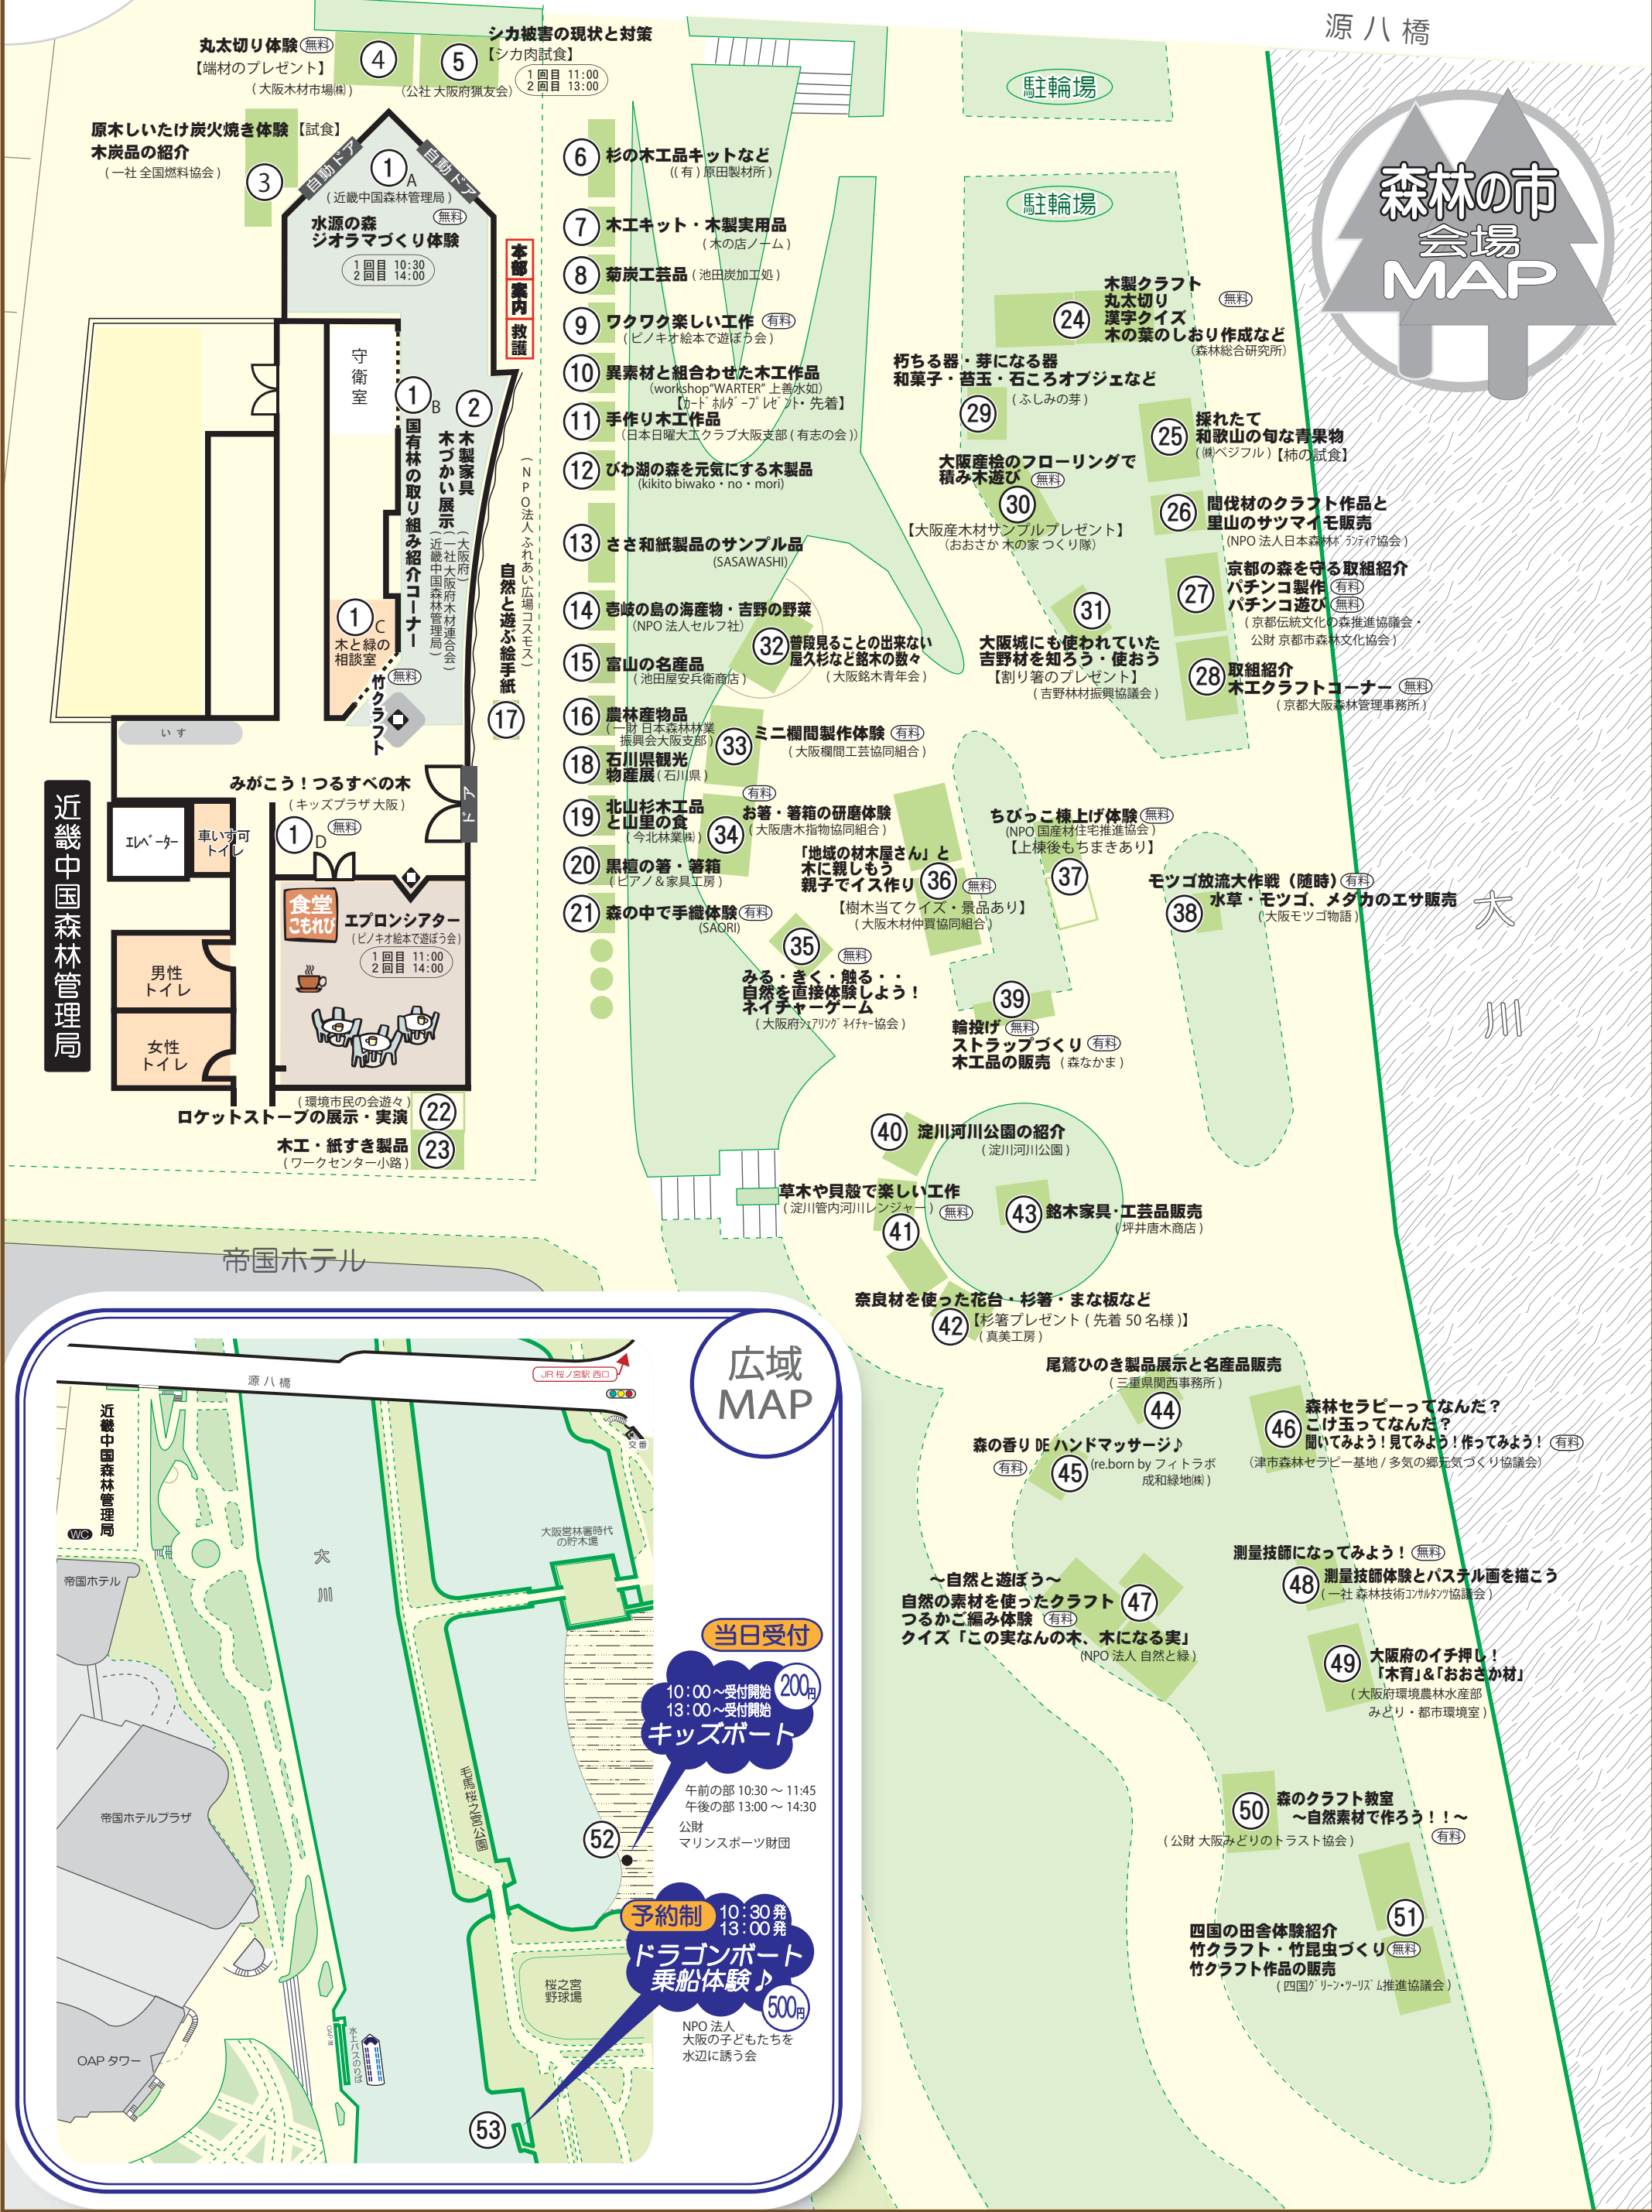 源八橋
森林の市
会場
MAP
駐輪場
駐輪場
丸太切り体験 無料
【端材のプレゼント】
(大阪木材市場㈱)
4
5
シカ被害の現状と対策
【シカ肉試食】
1回目 11:00
2回目 13:00
(公社 大阪府猟友会)
原木しいたけ炭火焼き体験【試食】
木炭品の紹介
(一社 全国燃料協会)
3
自動ドア
自動ドア
1 A
(近畿中国森林管理局)
水源の森 無料
ジオラマづくり体験
1回目 10:30
2回目 14:00
本部
案内
救護
守衛室
1 B
国有林の取り組み紹介コーナー
(近畿中国森林管理局)
2
木製家具
(大阪府)
木づかい展示
(一社大阪府木材連合会)
1 C
木と緑の
相談室
竹クラフト
無料
(NPO法人ふれあい広場コスモス)
自然と遊ぶ絵手紙
17
いす
みがこう!つるすべの木
(キッズプラザ大阪)
1 D
無料
ドア
エレベーター
車いす可
トイレ
男性
トイレ
女性
トイレ
食堂
こもれび
エプロンシアター
(ピノキオ絵本で遊ぼう会)
1回目 11:00
2回目 14:00
近畿中国森林管理局
(環境市民の会遊々)
ロケットストーブの展示・実演
22
木工・紙すき製品
(ワークセンター小路)
23
帝国ホテル
6
杉の木工品キットなど
((有)原田製材所)
7
木工キット・木製実用品
(木の店ノーム)
8
菊炭工芸品(池田炭加工処)
9
ワクワク楽しい工作 有料
(ピノキオ絵本で遊ぼう会)
10
異素材と組合わせた木工作品
(workshop“WARTER”上善水如)
【カードホルダープレゼント・先着】
11
手作り木工作品
(日本日曜大工クラブ大阪支部(有志の会))
12
びわ湖の森を元気にする木製品
(kikito biwako・no・mori)
13
ささ和紙製品のサンプル品
(SASAWASHI)
14
壱岐の島の海産物・吉野の野菜
(NPO法人セルフ社)
15
富山の名産品
(池田屋安兵衛商店)
16
農林産物品
(一財 日本森林林業
振興会大阪支部)
18
石川県観光
物産展(石川県)
19
北山杉木工品
と山里の食
(今北林業㈱)
20
黒檀の箸・箸箱
(ピアノ&家具工房)
21
森の中で手織体験 有料
(SAORI)
24
木製クラフト
丸太切り 無料
漢字クイズ
木の葉のしおり作成など
(森林総合研究所)
朽ちる器・芽になる器
和菓子・苔玉・石ころオブジェなど
(ふしみの芽)
29
25
採れたて
和歌山の旬な青果物
(㈱ベジフル)【柿の試食】
大阪産桧のフローリングで
積み木遊び 無料
30
【大阪産木材サンプルプレゼント】
(おおさか木の家つくり隊)
26
間伐材のクラフト作品と
里山のサツマイモ販売
(NPO法人日本森林ボランティア協会)
27
京都の森を守る取組紹介
パチンコ製作 有料
パチンコ遊び 無料
(京都伝統文化の森推進協議会・
公財 京都市森林文化協会)
31
大阪城にも使われていた
吉野材を知ろう・使おう
【割り箸のプレゼント】
(吉野林材振興協議会)
28
取組紹介
木工クラフトコーナー 無料
(京都大阪森林管理事務所)
32
普段見ることの出来ない
屋久杉など銘木の数々
(大阪銘木青年会)
33
ミニ欄間製作体験 有料
(大阪欄間工芸協同組合)
有料
お箸・箸箱の研磨体験
(大阪唐木指物協同組合)
34
「地域の材木屋さん」と
木に親しもう
親子でイス作り
36
無料
【樹木当てクイズ・景品あり】
(大阪木材仲買協同組合)
35
無料
みる・きく・触る・・
自然を直接体験しよう!
ネイチャーゲーム
(大阪府シェアリングネイチャー協会)
ちびっこ棟上げ体験 無料
(NPO国産材住宅推進協会)
【上棟後もちまきあり】
37
モツゴ放流大作戦(随時) 有料
水草・モツゴ、メダカのエサ販売
38
(大阪モツゴ物語)
39
輪投げ 無料
ストラップづくり 有料
木工品の販売 (森なかま)
大
川
40
淀川河川公園の紹介
(淀川河川公園)
草木や貝殻で楽しい工作
(淀川管内河川レンジャー) 無料
41
43
銘木家具・工芸品販売
(坪井唐木商店)
奈良材を使った花台・杉箸・まな板など
42
【杉箸プレゼント(先着50名様)】
(真美工房)
尾鷲ひのき製品展示と名産品販売
(三重県関西事務所)
44
森の香りDEハンドマッサージ♪
有料
45
(re.born by フィトラボ
成和緑地㈱)
46
森林セラピーってなんだ?
こけ玉ってなんだ?
聞いてみよう!見てみよう!作ってみよう! 有料
(津市森林セラピー基地/多気の郷元気づくり協議会)
~自然と遊ぼう~
自然の素材を使ったクラフト
つるかご編み体験 有料
クイズ「この実なんの木、木になる実」
(NPO法人 自然と緑)
47
測量技師になってみよう! 無料
48
測量技師体験とパステル画を描こう
(一社 森林技術コンサルタンツ協議会)
49
大阪府のイチ押し!
「木育」&「おおさか材」
(大阪府環境農林水産部
みどり・都市環境室)
50
森のクラフト教室
~自然素材で作ろう!!~
(公財 大阪みどりのトラスト協会)
有料
51
四国の田舎体験紹介
竹クラフト・竹昆虫づくり 無料
竹クラフト作品の販売
(四国グリーン・ツーリズム推進協議会)
広域
MAP
源八橋
JR 桜ノ宮駅 西口
交番
近畿中国森林管理局
WC
帝国ホテル
大
川
大阪営林署時代
の貯木場
毛馬桜之宮公園
帝国ホテルプラザ
OAPタワー
OAP港
水上バスのりば
桜之宮
野球場
当日受付
10:00~受付開始
13:00~受付開始
200円
キッズボート
午前の部 10:30~11:45
午後の部 13:00~14:30
公財
マリンスポーツ財団
52
予約制
10:30発
13:00発
ドラゴンボート
乗船体験♪
500円
NPO法人
大阪の子どもたちを
水辺に誘う会
53